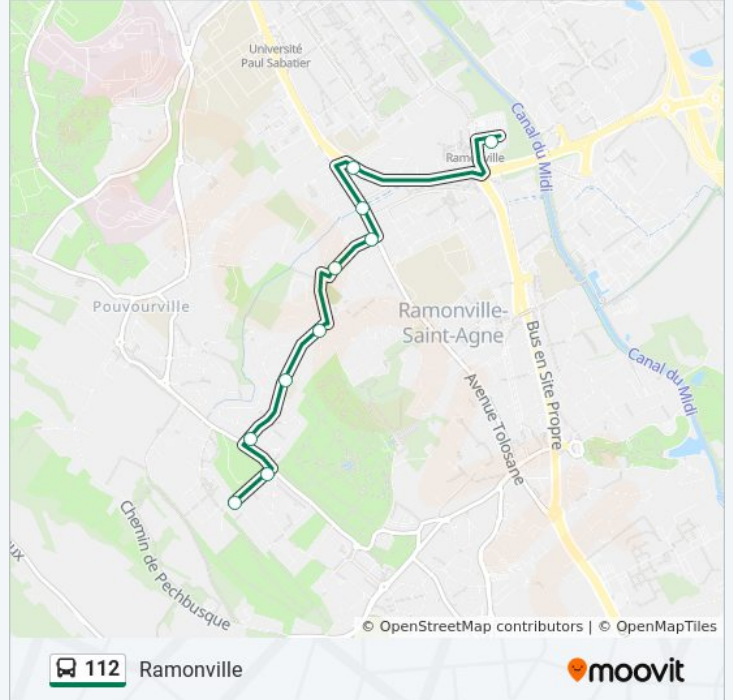 Université
Paul Sabatier
Canal du Midi
Ramonville
Pouvourville
Ramonville-
Saint-Agne
Bus en Site Propre
Canal du Midi
Avenue Tolosane
Chemin de Pechbusque
ux
© OpenStreetMap contributors | © OpenMapTiles
112 Ramonville
moovit